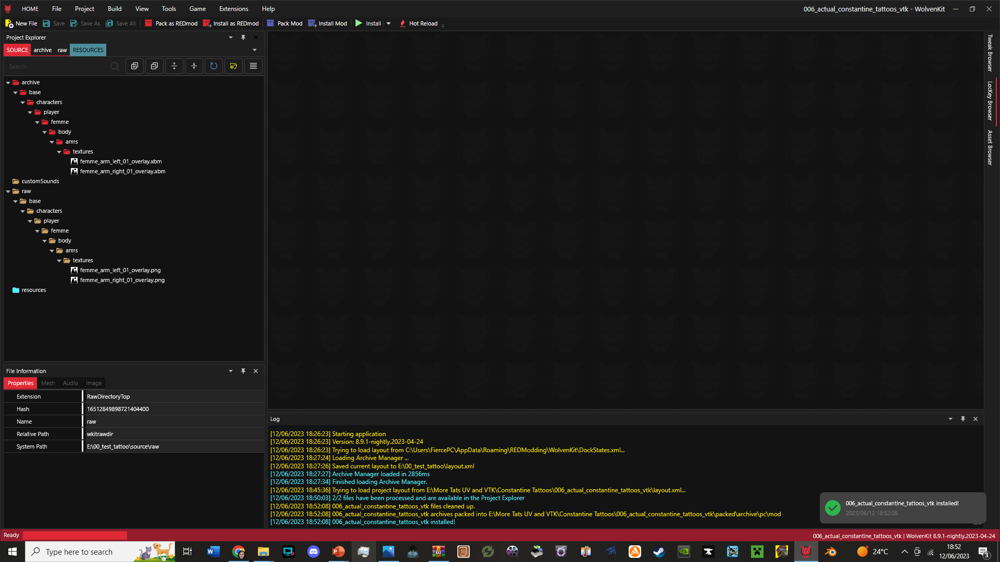 HOME File Project Build View Tools Game Extensions Help
006_actual_constantine_tattoos_vtk - WolvenKit
New File Save Save As Save All Pack as REDmod Install as REDmod Pack Mod Install Mod Install Hot Reload
Project Explorer
SOURCE archive raw RESOURCES
Search
archive
base
characters
player
femme
body
arms
textures
femme_arm_left_01_overlay.xbm
femme_arm_right_01_overlay.xbm
customSounds
raw
base
characters
player
femme
body
arms
textures
femme_arm_left_01_overlay.png
femme_arm_right_01_overlay.png
resources
Tweak Browser
LocKey Browser
Asset Browser
File Information
Properties Mesh Audio Image
Extension RawDirectoryTop
Hash 16512849898721404400
Name raw
Relative Path wkitrawdir
System Path E:\00_test_tattoo\source\raw
Log
[12/06/2023 18:26:23] Starting application
[12/06/2023 18:26:23] Version: 8.9.1-nightly.2023-04-24
[12/06/2023 18:26:23] Trying to load layout from C:\Users\FiercePC\AppData\Roaming\REDModding\WolvenKit\DockStates.xml...
[12/06/2023 18:27:24] Loading Archive Manager ...
[12/06/2023 18:27:26] Saved current layout to E:\00_test_tattoo\layout.xml
[12/06/2023 18:27:27] Archive Manager loaded in 2856ms
[12/06/2023 18:27:34] Finished loading Archive Manager.
[12/06/2023 18:45:36] Trying to load project layout from E:\More Tats UV and VTK\Constantine Tattoos\006_actual_constantine_tattoos_vtk\layout.xml...
[12/06/2023 18:50:03] 2/2 files have been processed and are available in the Project Explorer
[12/06/2023 18:52:08] 006_actual_constantine_tattoos_vtk files cleaned up.
[12/06/2023 18:52:08] 006_actual_constantine_tattoos_vtk archives packed into E:\More Tats UV and VTK\Constantine Tattoos\006_actual_constantine_tattoos_vtk\packed\archive\pc\mod
[12/06/2023 18:52:08] 006_actual_constantine_tattoos_vtk installed!
006_actual_constantine_tattoos_vtk installed!
2023/06/12 18:52:08
Ready
006_actual_constantine_tattoos_vtk | WolvenKit 8.9.1-nightly.2023-04-24
Type here to search
24°C
18:52
12/06/2023
3